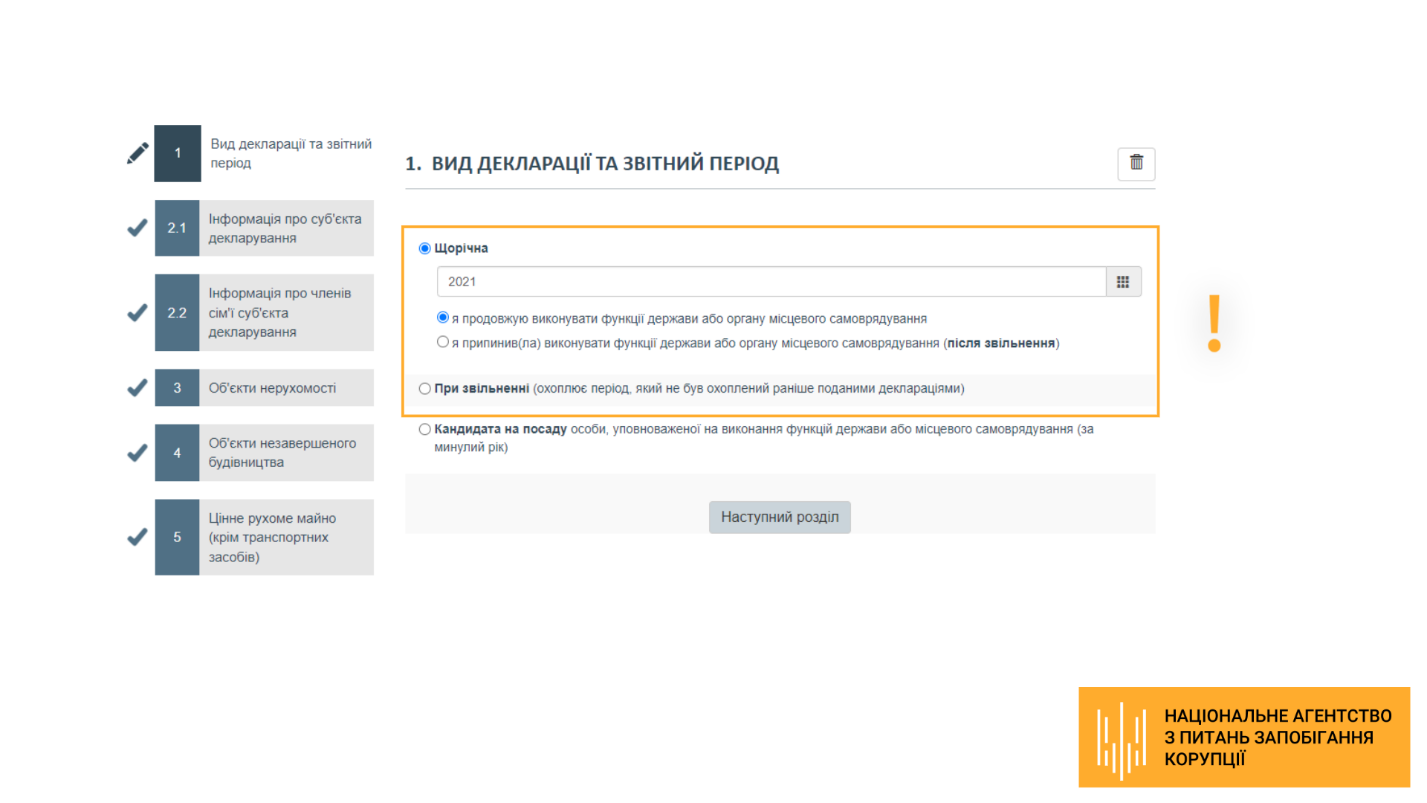 1
Вид декларації та звітний
період
2.1
Інформація про суб'єкта
декларування
2.2
Інформація про членів
сім'ї суб'єкта
декларування
3
Об'єкти нерухомості
4
Об'єкти незавершеного
будівництва
5
Цінне рухоме майно
(крім транспортних
засобів)
1. ВИД ДЕКЛАРАЦІЇ ТА ЗВІТНИЙ ПЕРІОД
Щорічна
2021
я продовжую виконувати функції держави або органу місцевого самоврядування
я припинив(ла) виконувати функції держави або органу місцевого самоврядування (після звільнення)
При звільненні (охоплює період, який не був охоплений раніше поданими деклараціями)
Кандидата на посаду особи, уповноваженої на виконання функцій держави або місцевого самоврядування (за
минулий рік)
Наступний розділ
!
НАЦІОНАЛЬНЕ АГЕНТСТВО
З ПИТАНЬ ЗАПОБІГАННЯ
КОРУПЦІЇ